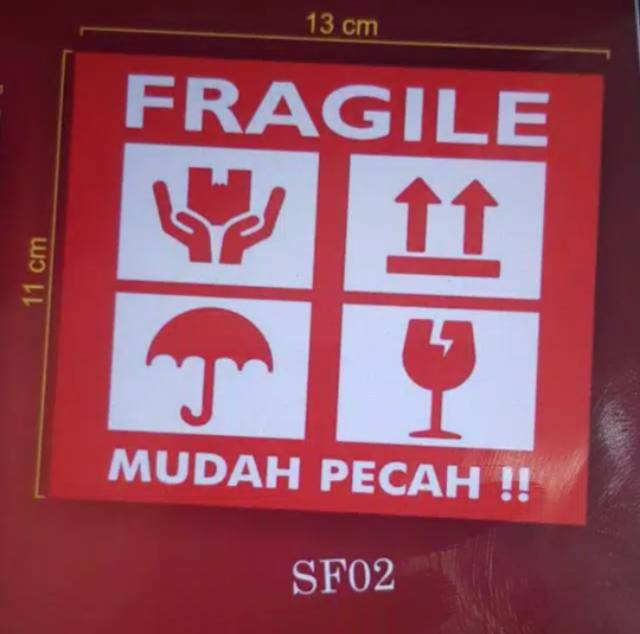 13 cm
11 cm
FRAGILE
MUDAH PECAH !!
SF02